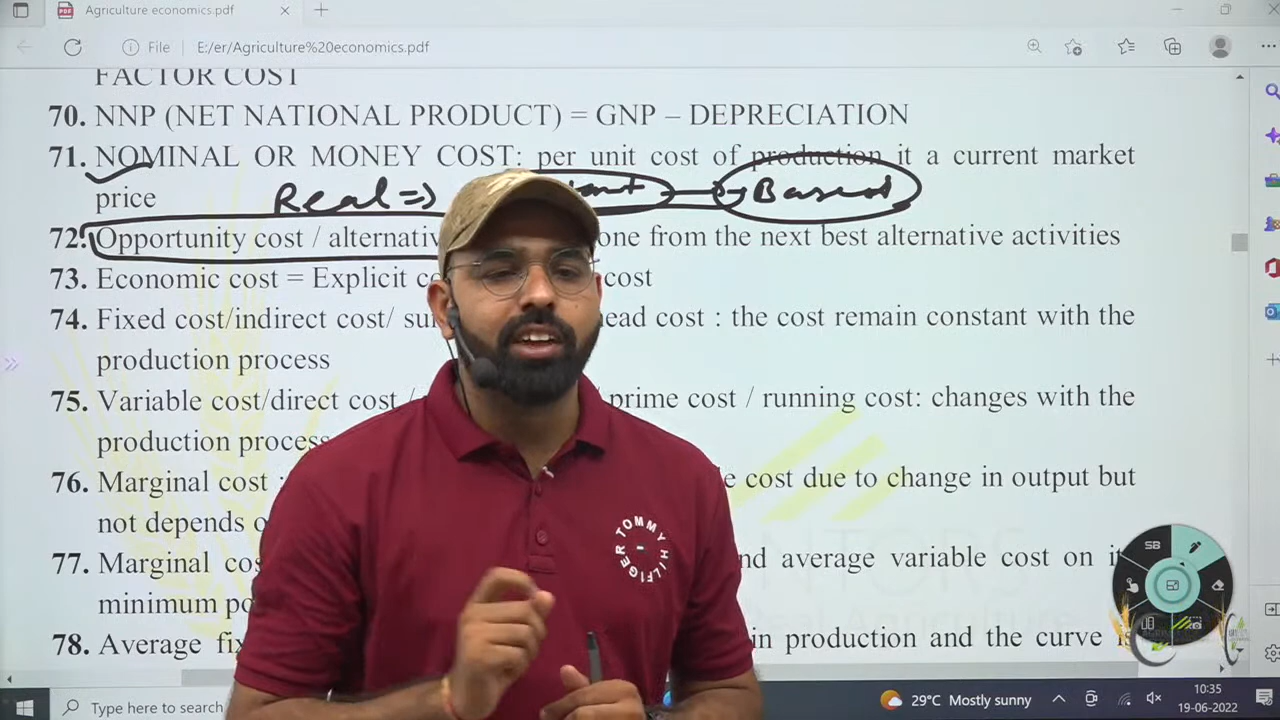 Agriculture economics.pdf
File E:/er/Agriculture%20economics.pdf
FACTOR COST
70. NNP (NET NATIONAL PRODUCT) = GNP – DEPRECIATION
71. NOMINAL OR MONEY COST: per unit cost of production it a current market
price Real => Based
72. Opportunity cost / one from the next best alternative activities
73. Economic cost = Explicit cost
74. Fixed cost/indirect cost/ cost : the cost remain constant with the
production process
75. Variable cost/direct cost / prime cost / running cost: changes with the
production process
76. Marginal cost : cost due to change in output but
not depends
77. Marginal average variable cost on
minimum
78. Average in production and the curve
TOMMY HILFIGER
SB
Type here to search
29°C Mostly sunny
10:35
19-06-2022